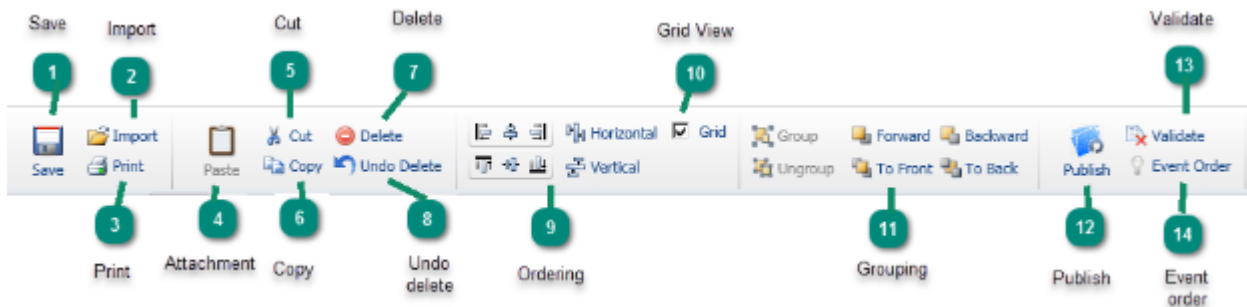 Save
Import
Cut
Delete
Grid View
Validate
1
2
5
7
10
13
Import
Cut
Delete
Horizontal
Grid
Group
Forward
Backward
Validate
Save
Print
Paste
Copy
Undo Delete
Vertical
Ungroup
To Front
To Back
Publish
Event Order
3
4
6
8
9
11
12
14
Print
Attachment
Copy
Undo
delete
Ordering
Grouping
Publish
Event
order